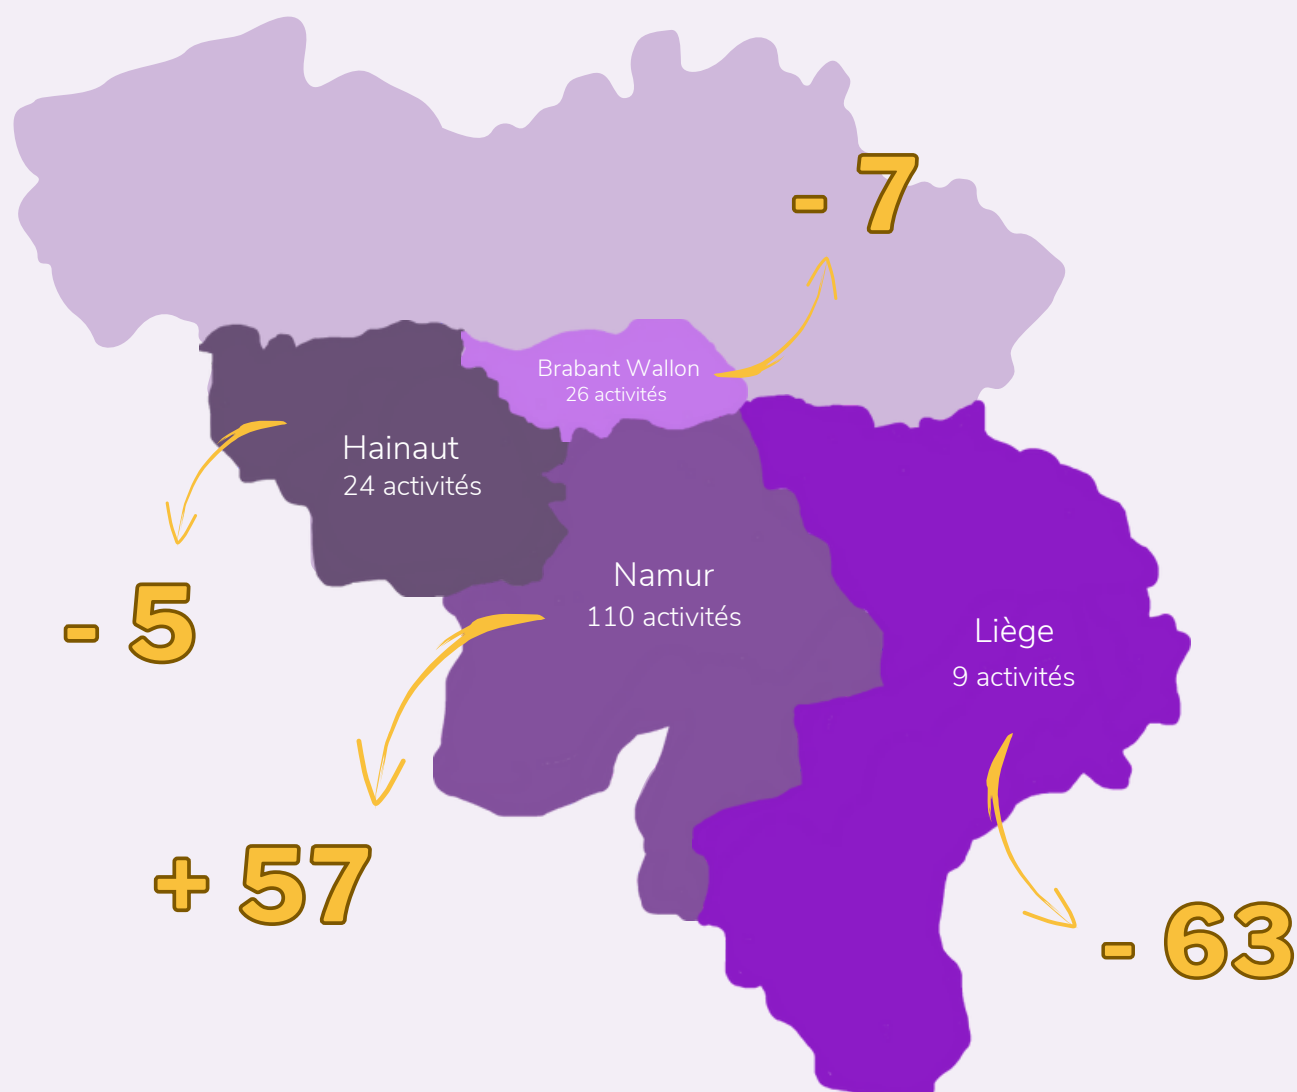 - 7
Brabant Wallon
26 activités
Hainaut
24 activités
Namur
110 activités
- 5
Liège
9 activités
+ 57
- 63